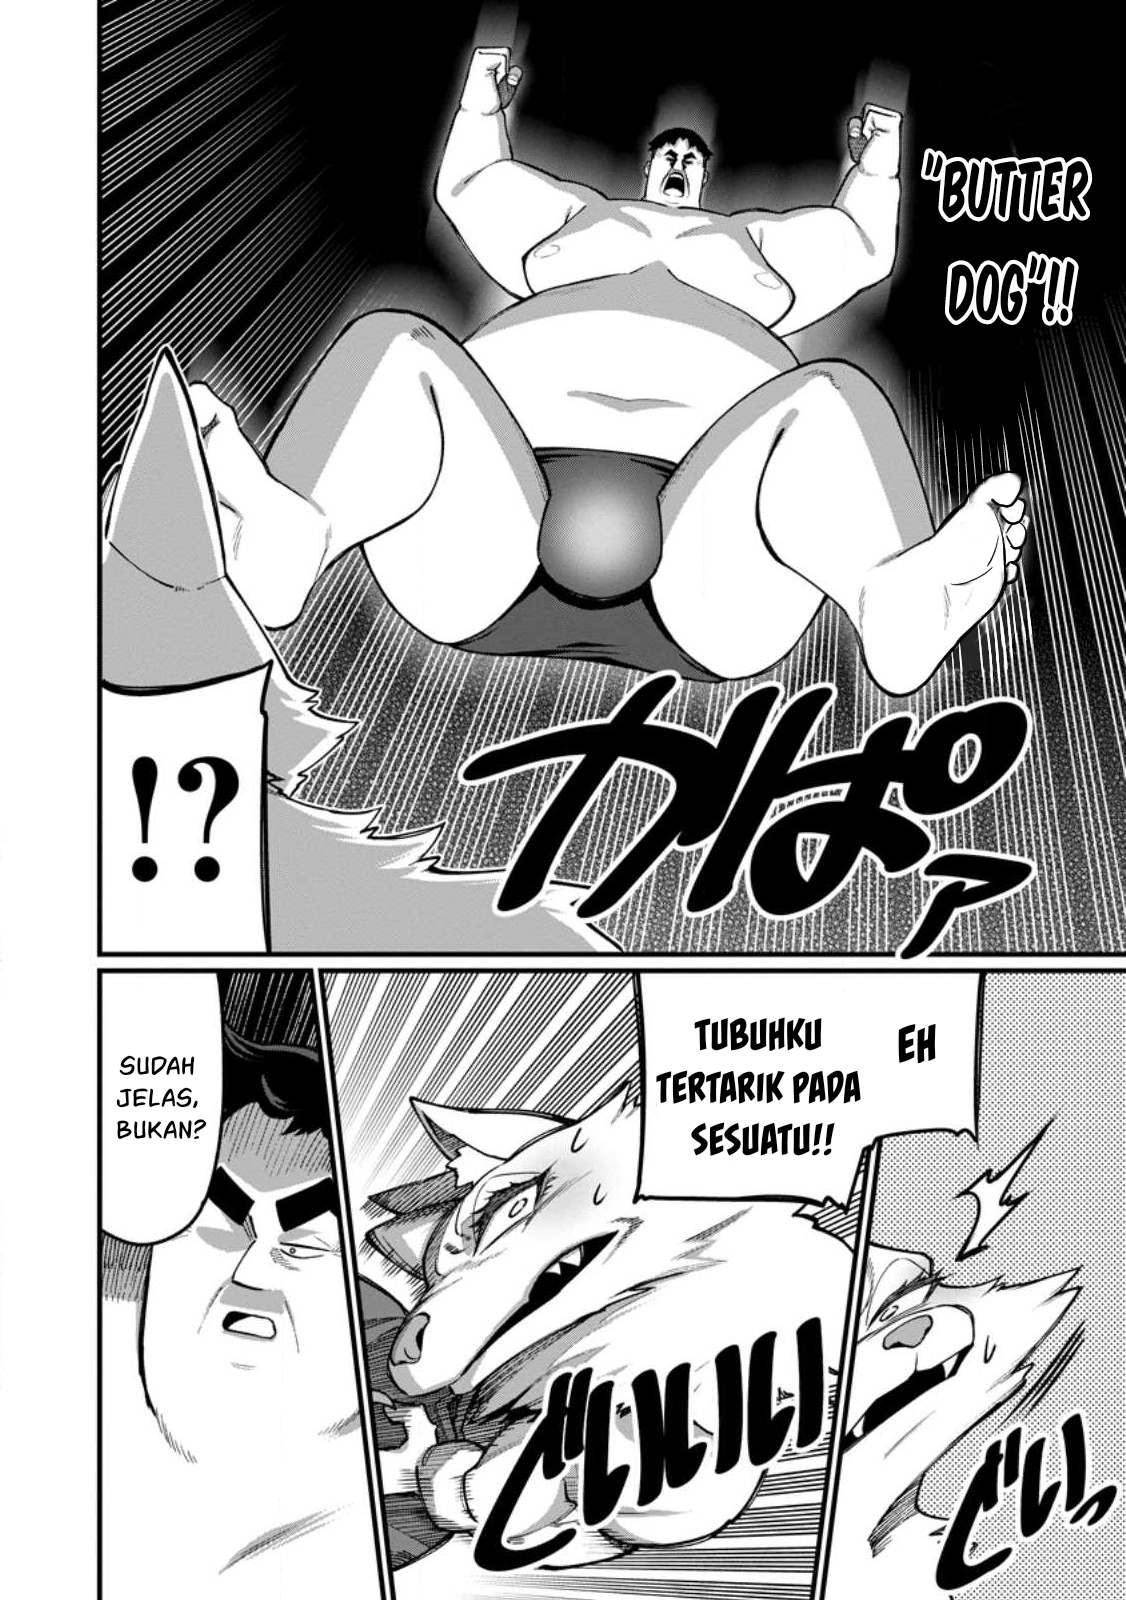 "BUTTER
DOG"!!
!?
かぱァ
EH
TUBUHKU
TERTARIK PADA
SESUATU!!
ぐいっ
ぐいいいい
SUDAH
JELAS,
BUKAN?